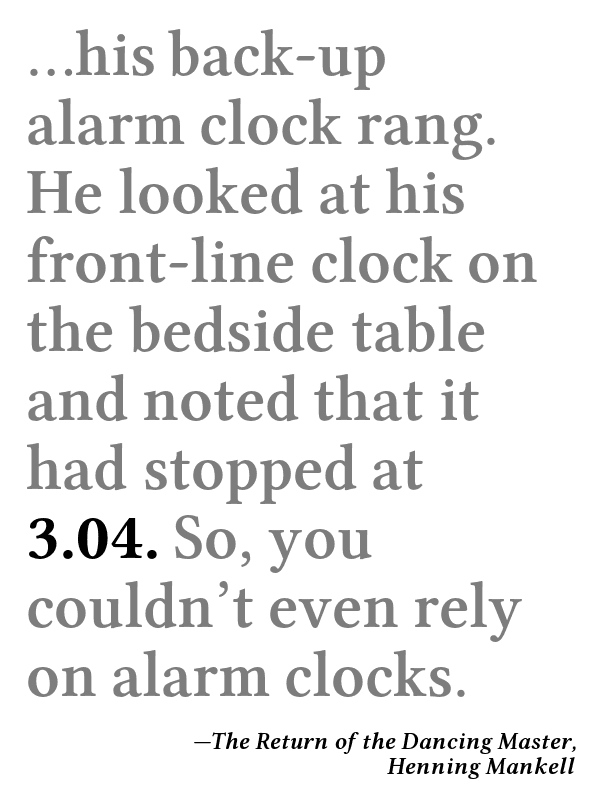 …his back-up
alarm clock rang.
He looked at his
front-line clock on
the bedside table
and noted that it
had stopped at
3.04. So, you
couldn’t even rely
on alarm clocks.
—The Return of the Dancing Master,
Henning Mankell